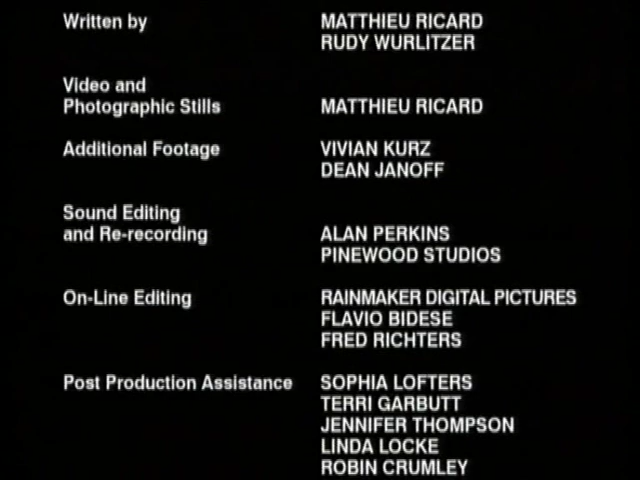 Written by MATTHIEU RICARD
RUDY WURLITZER
Video and
Photographic Stills MATTHIEU RICARD
Additional Footage VIVIAN KURZ
DEAN JANOFF
Sound Editing
and Re-recording ALAN PERKINS
PINEWOOD STUDIOS
On-Line Editing RAINMAKER DIGITAL PICTURES
FLAVIO BIDESE
FRED RICHTERS
Post Production Assistance SOPHIA LOFTERS
TERRI GARBUTT
JENNIFER THOMPSON
LINDA LOCKE
ROBIN CRUMLEY